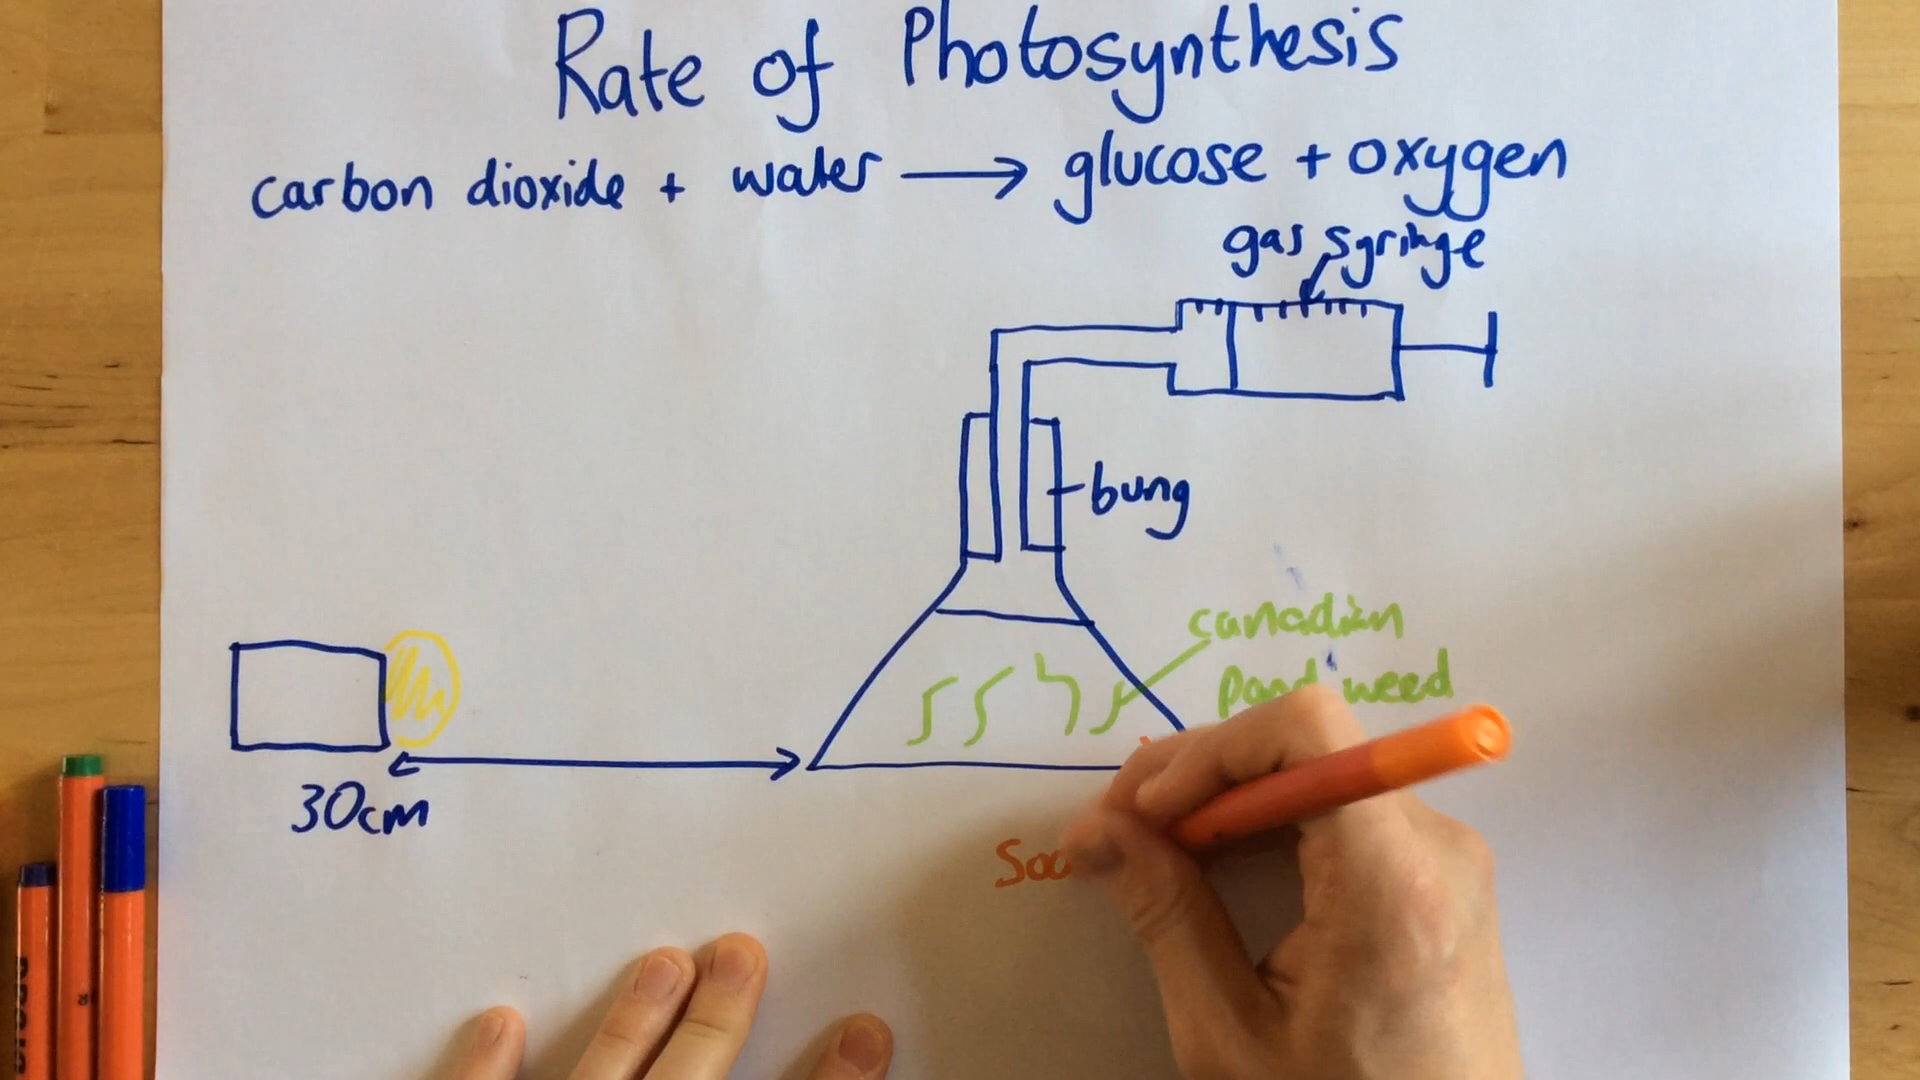 Rate of Photosynthesis
carbon dioxide + water → glucose + oxygen
gas syringe
bung
canadian
pond weed
30cm